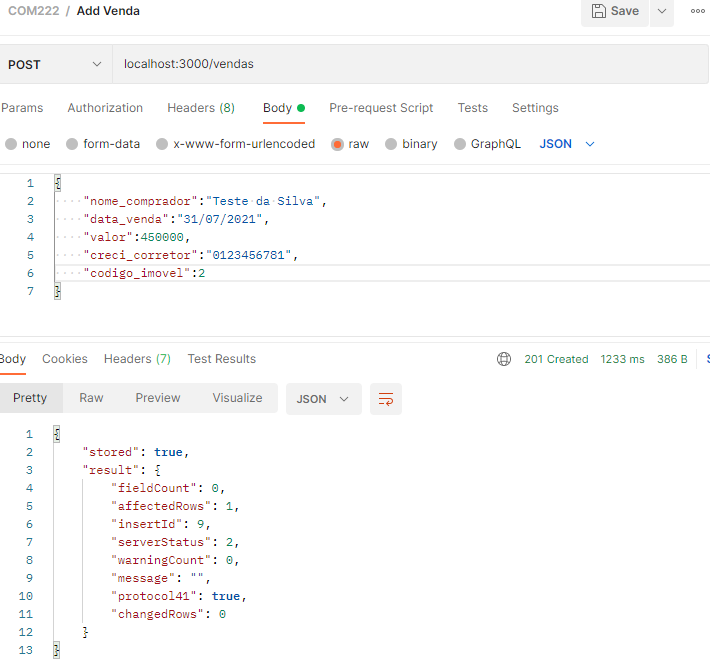 COM222 / Add Venda
Save
POST
localhost:3000/vendas
Params Authorization Headers (8) Body Pre-request Script Tests Settings
none form-data x-www-form-urlencoded raw binary GraphQL JSON
1 {
2 "nome_comprador":"Teste da Silva",
3 "data_venda":"31/07/2021",
4 "valor":450000,
5 "creci_corretor":"0123456781",
6 "codigo_imovel":2
7 }
Body Cookies Headers (7) Test Results 201 Created 1233 ms 386 B S
Pretty Raw Preview Visualize JSON
1 {
2 "stored": true,
3 "result": {
4 "fieldCount": 0,
5 "affectedRows": 1,
6 "insertId": 9,
7 "serverStatus": 2,
8 "warningCount": 0,
9 "message": "",
10 "protocol41": true,
11 "changedRows": 0
12 }
13 }